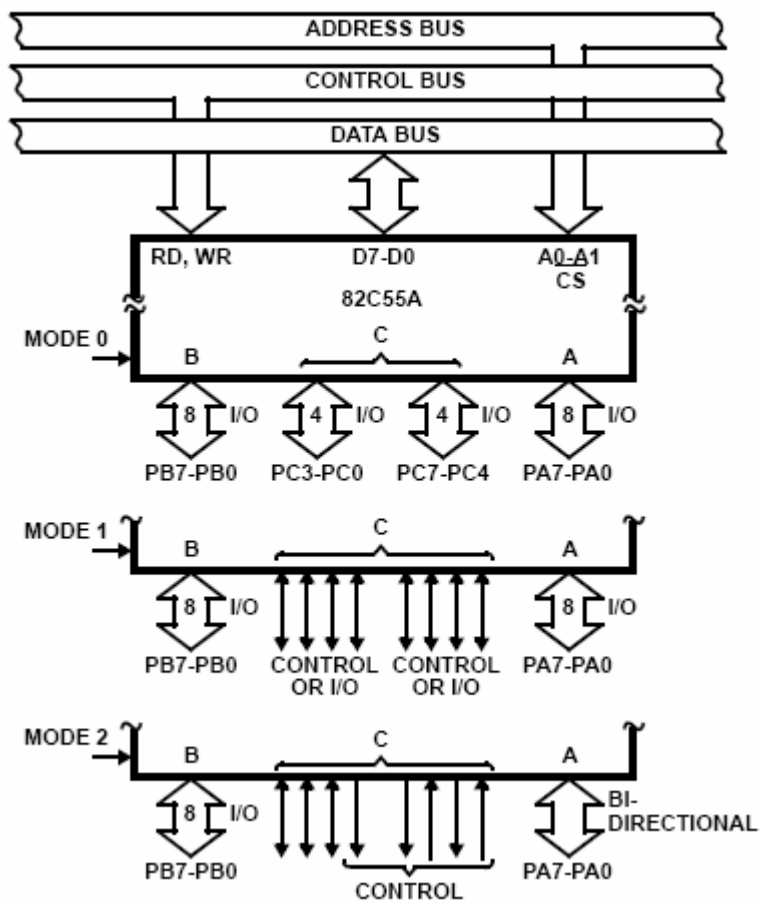 ADDRESS BUS
CONTROL BUS
DATA BUS
RD, WR D7-D0 A0-A1
CS
82C55A
MODE 0
B C A
8 I/O 4 I/O 4 I/O 8 I/O
PB7-PB0 PC3-PC0 PC7-PC4 PA7-PA0
MODE 1
B C A
8 I/O 8 I/O
PB7-PB0 CONTROL OR I/O CONTROL OR I/O PA7-PA0
MODE 2
B C A
8 I/O BI-
DIRECTIONAL
PB7-PB0 CONTROL PA7-PA0